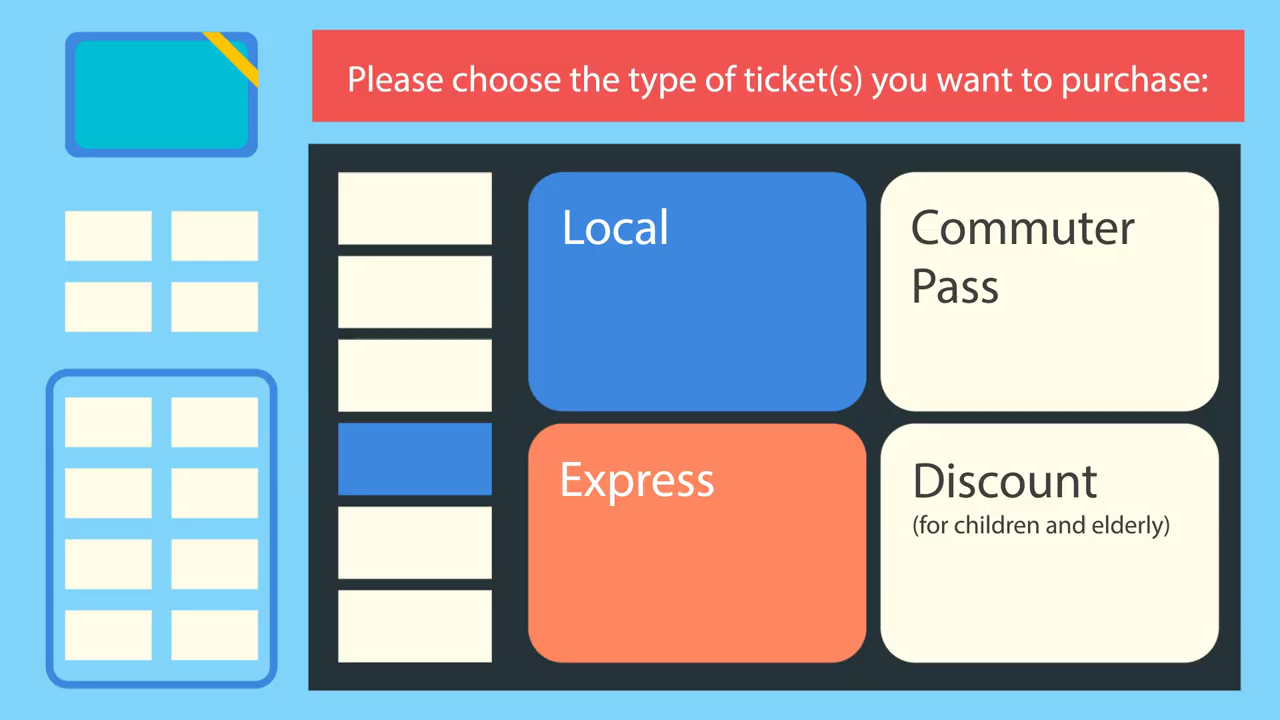 Please choose the type of ticket(s) you want to purchase:
Local
Commuter
Pass
Express
Discount
(for children and elderly)